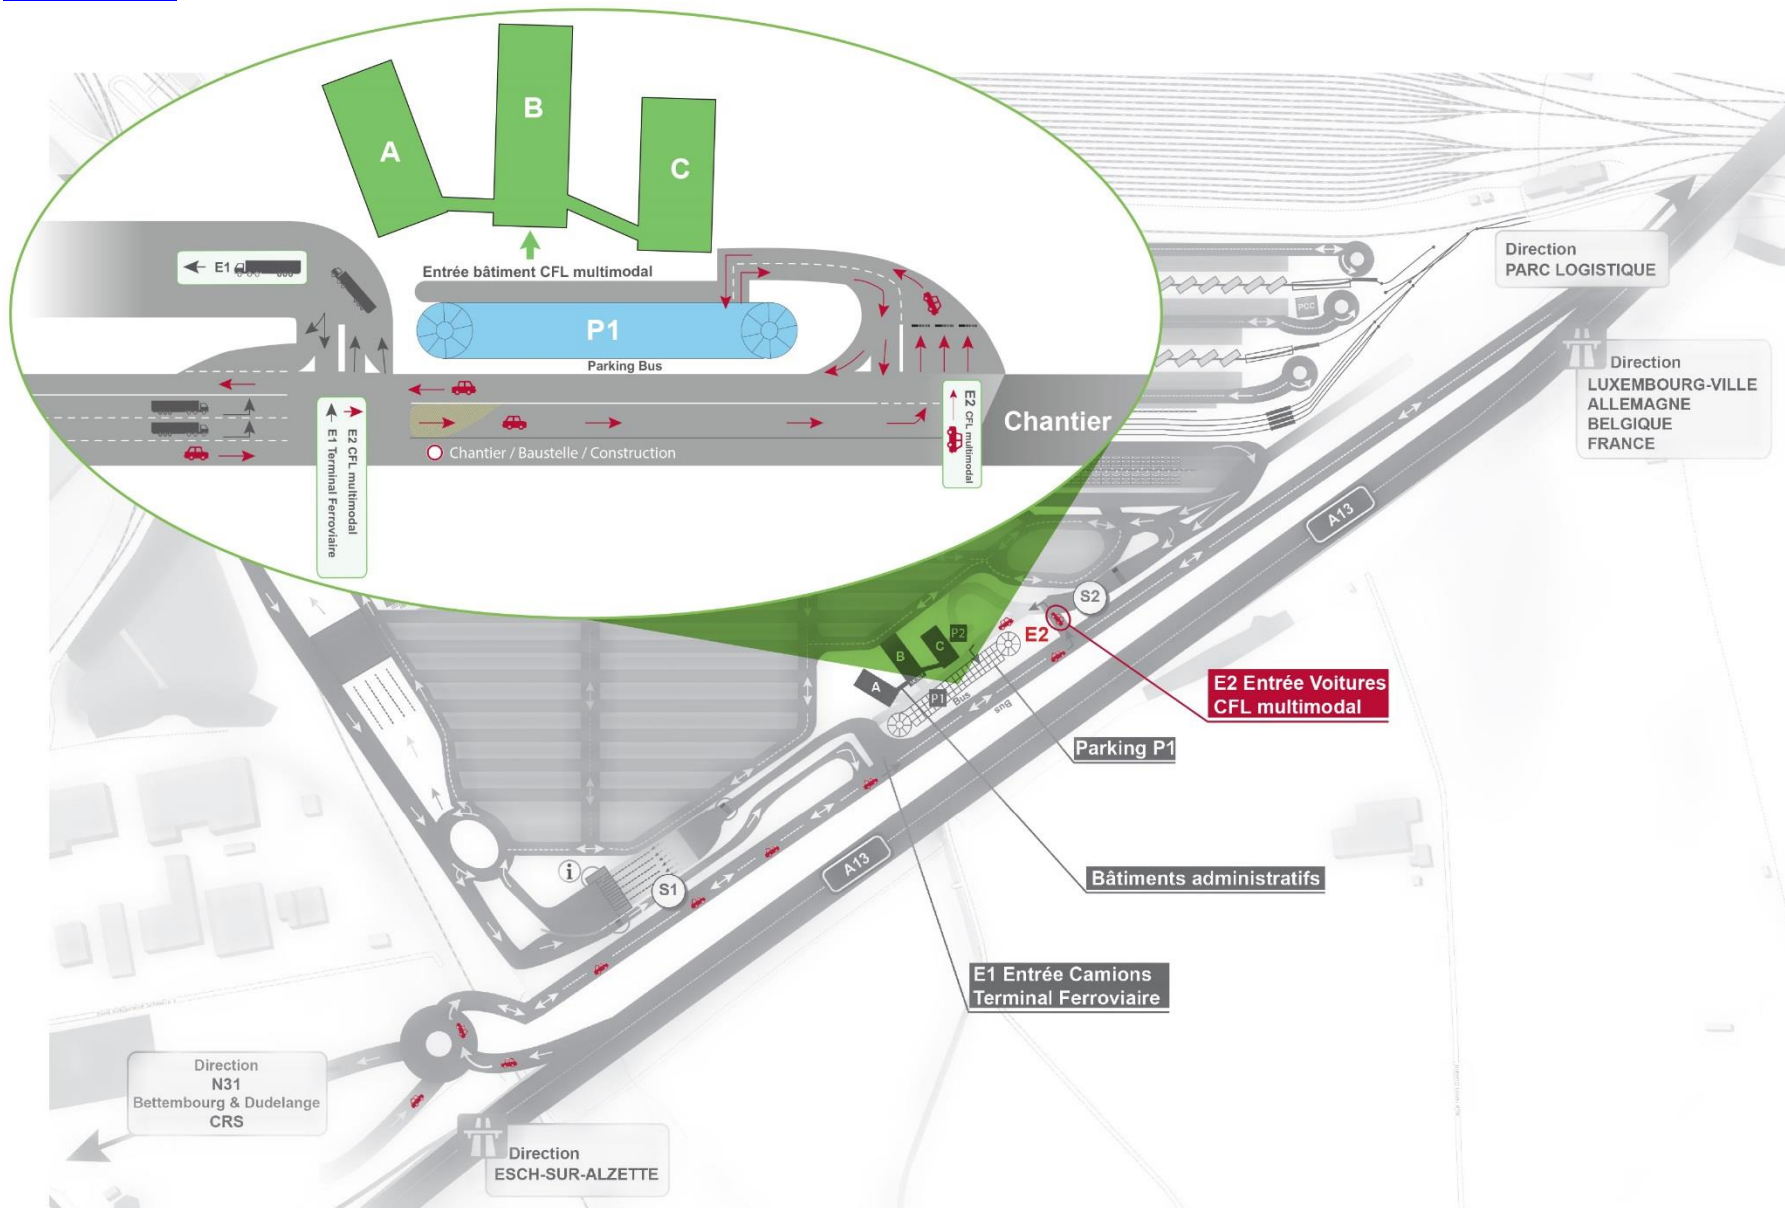 A
B
C
E1
Entrée bâtiment CFL multimodal
P1
Parking Bus
E1 Terminal Ferroviaire
E2 CFL multimodal
E2 CFL multimodal
Chantier
Chantier / Baustelle / Construction
Direction
PARC LOGISTIQUE
PCC
Direction
LUXEMBOURG-VILLE
ALLEMAGNE
BELGIQUE
FRANCE
A13
S2
E2
P2
C
B
A
P1
Bus
Bus
E2 Entrée Voitures
CFL multimodal
Parking P1
Bâtiments administratifs
A13
i
S1
E1 Entrée Camions
Terminal Ferroviaire
Direction
N31
Bettembourg & Dudelange
CRS
Direction
ESCH-SUR-ALZETTE